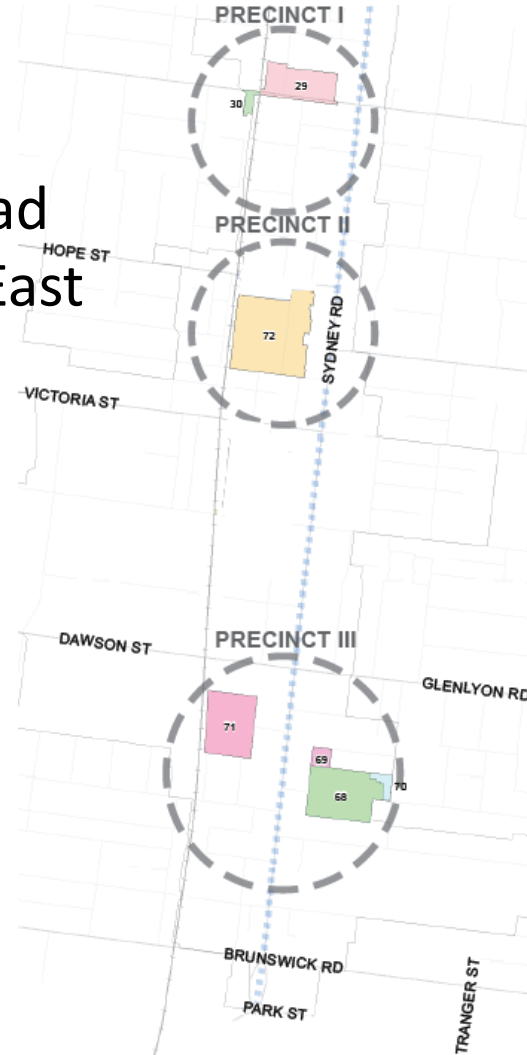 PRECINCT I
29
30
ad
PRECINCT II
HOPE ST
East
72
SYDNEY RD
VICTORIA ST
PRECINCT III
DAWSON ST
GLENLYON RD
71
69
70
68
BRUNSWICK RD
TRANGER ST
PARK ST